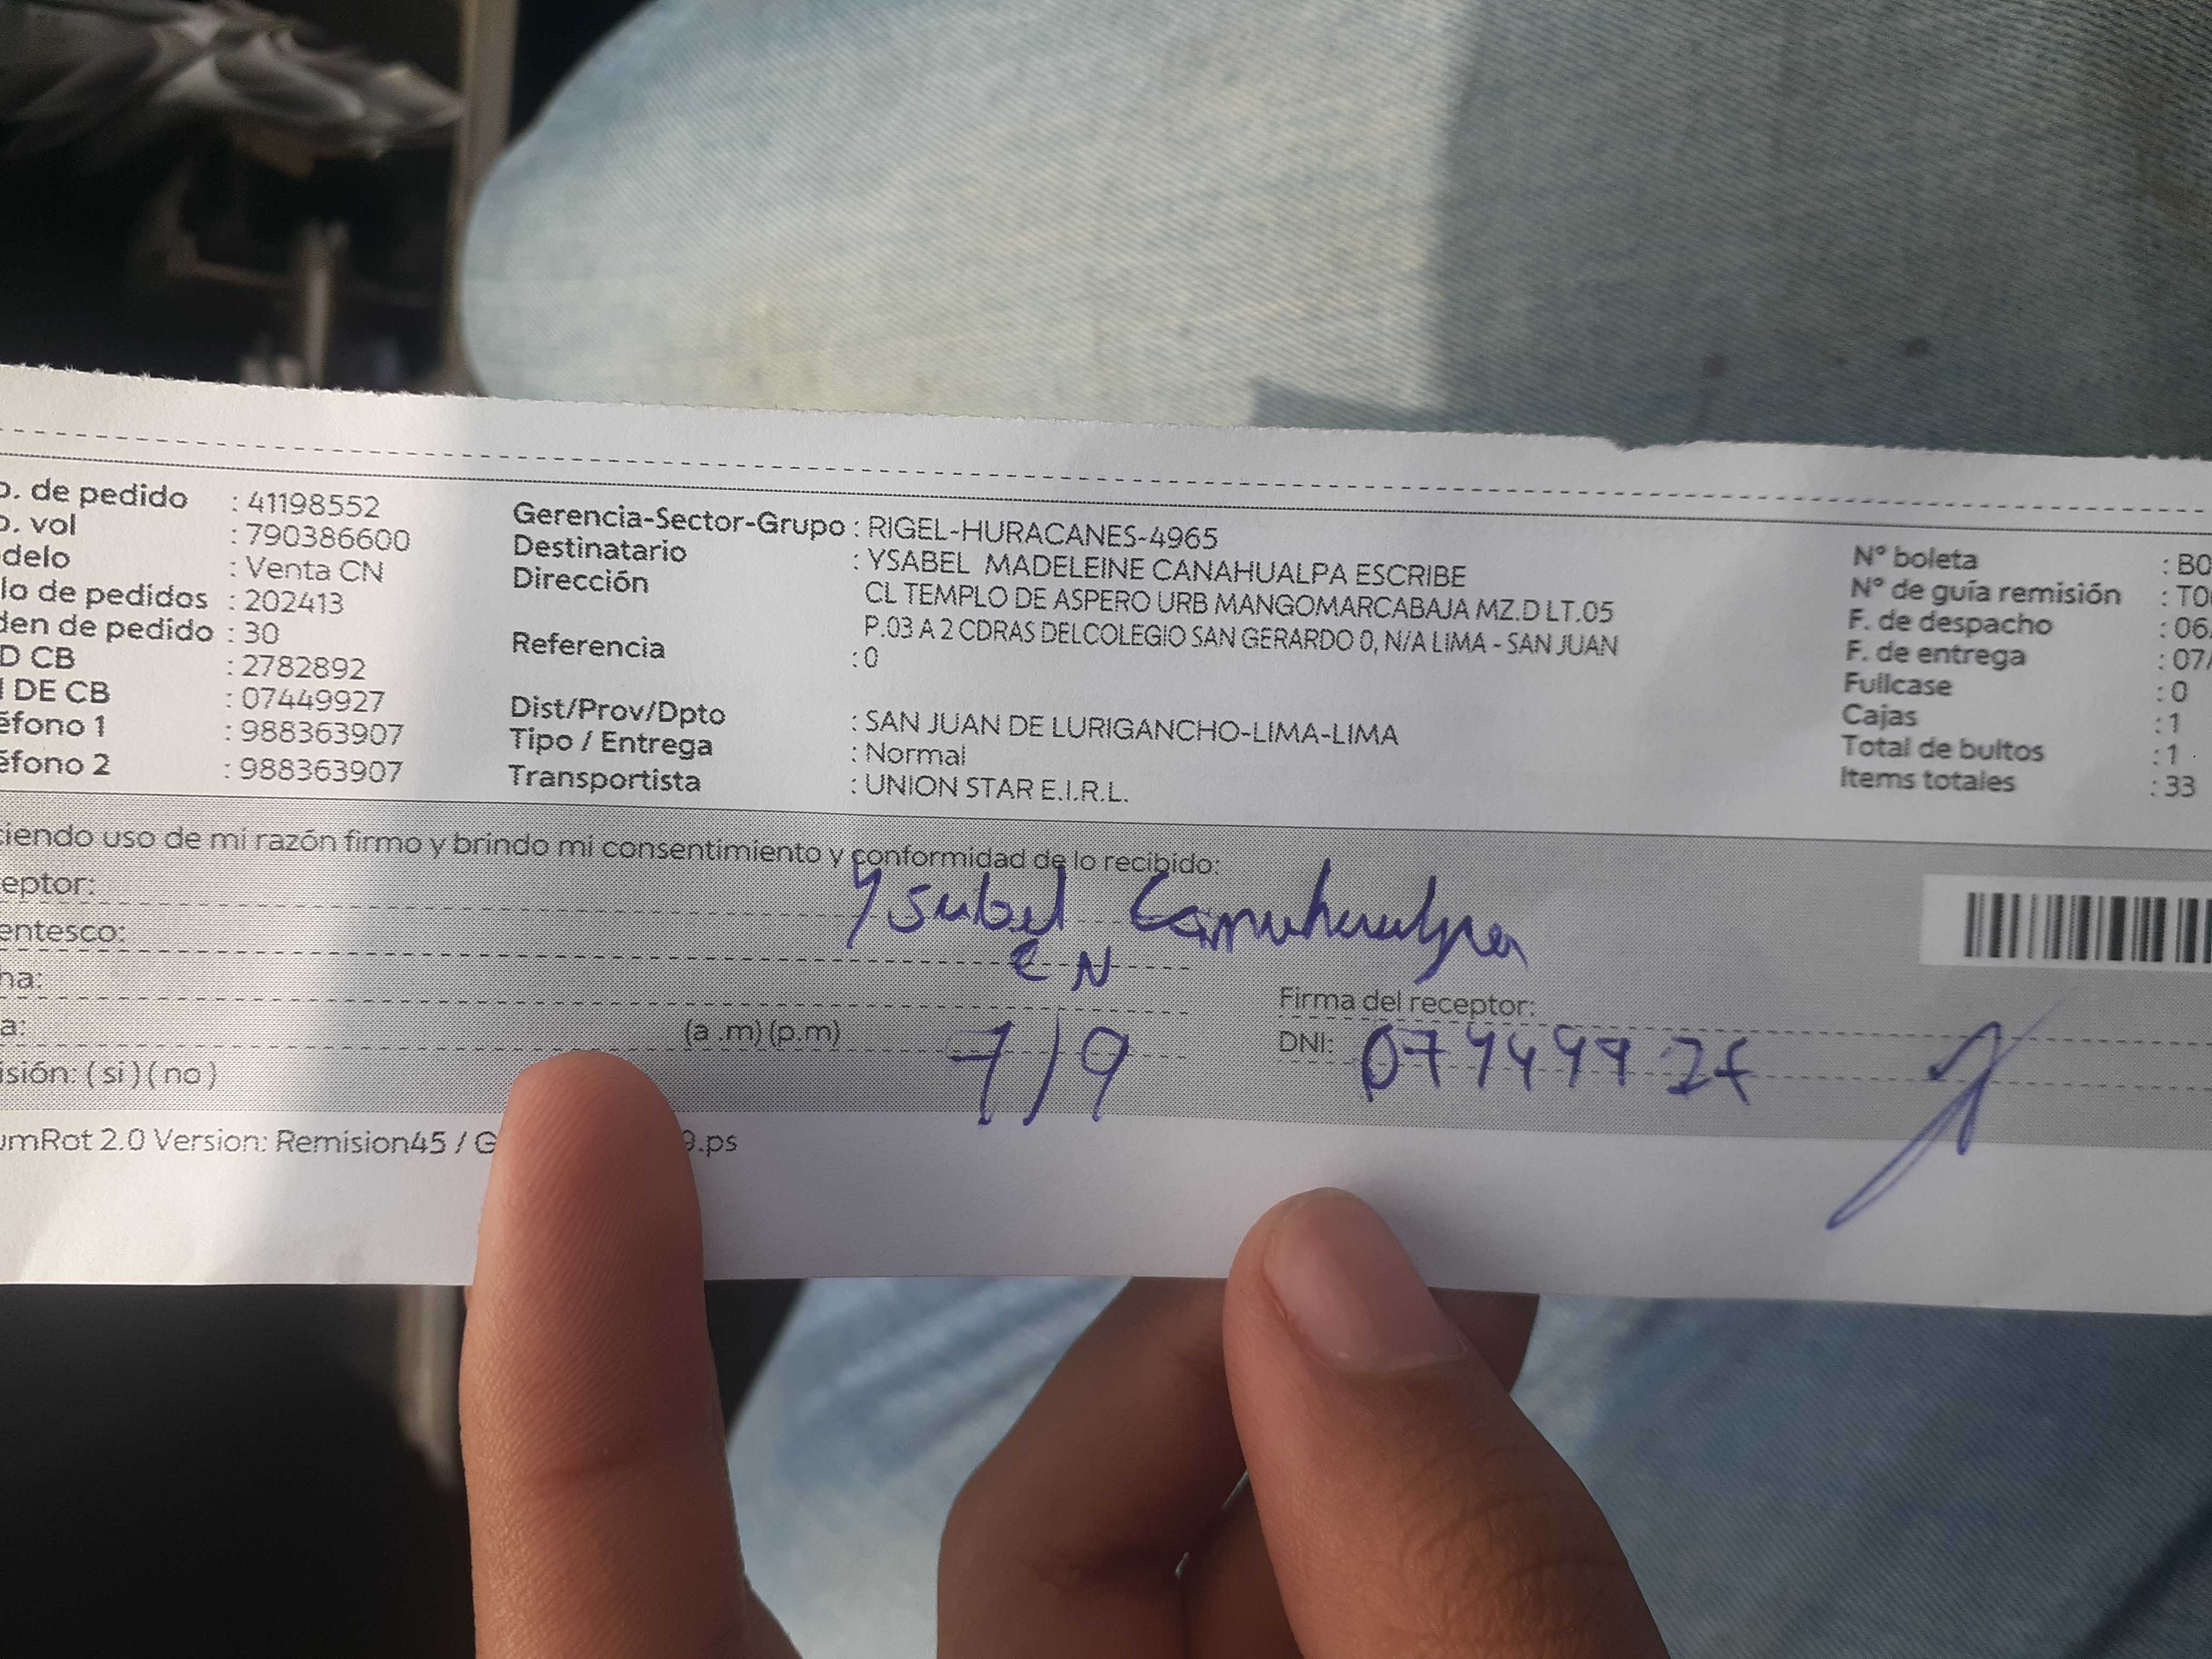 o. de pedido : 41198552
o. vol : 790386600
delo : Venta CN
lo de pedidos : 202413
den de pedido : 30
D CB : 2782892
I DE CB : 07449927
éfono 1 : 988363907
éfono 2 : 988363907
Gerencia-Sector-Grupo : RIGEL-HURACANES-4965
Destinatario : YSABEL MADELEINE CANAHUALPA ESCRIBE
Dirección CL TEMPLO DE ASPERO URB MANGOMARCABAJA MZ.D LT.05
P.03 A 2 CDRAS DELCOLEGIO SAN GERARDO 0, N/A LIMA - SAN JUAN
Referencia : 0
Dist/Prov/Dpto : SAN JUAN DE LURIGANCHO-LIMA-LIMA
Tipo / Entrega : Normal
Transportista : UNION STAR E.I.R.L.
N° boleta : B0
N° de guía remisión : T0
F. de despacho : 06
F. de entrega : 07/
Fullcase : 0
Cajas : 1
Total de bultos : 1
Items totales : 33
ciendo uso de mi razón firmo y brindo mi consentimiento y conformidad de lo recibido:
eptor: Ysabel Canahualpa
entesco: CN
na:
a: (a .m) (p.m) 7/9
isión: ( si ) ( no )
Firma del receptor:
DNI:
umRot 2.0 Version: Remision45 / G 9.ps